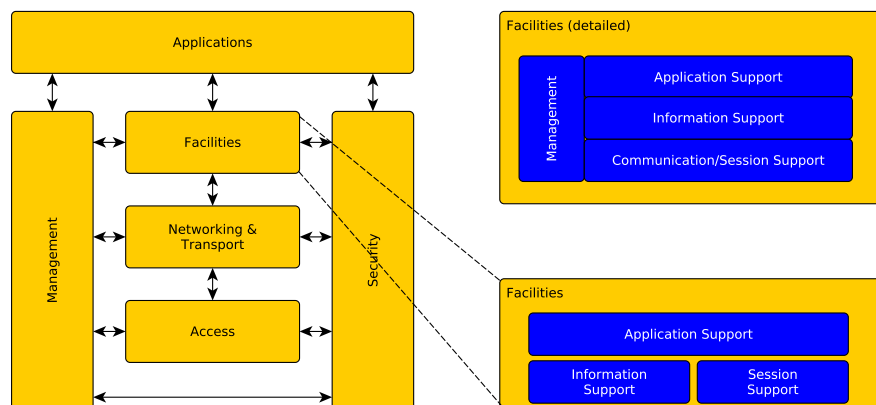 Applications
Facilities
Networking &
Transport
Access
Management
Security
Facilities (detailed)
Management
Application Support
Information Support
Communication/Session Support
Facilities
Application Support
Information
Support
Session
Support